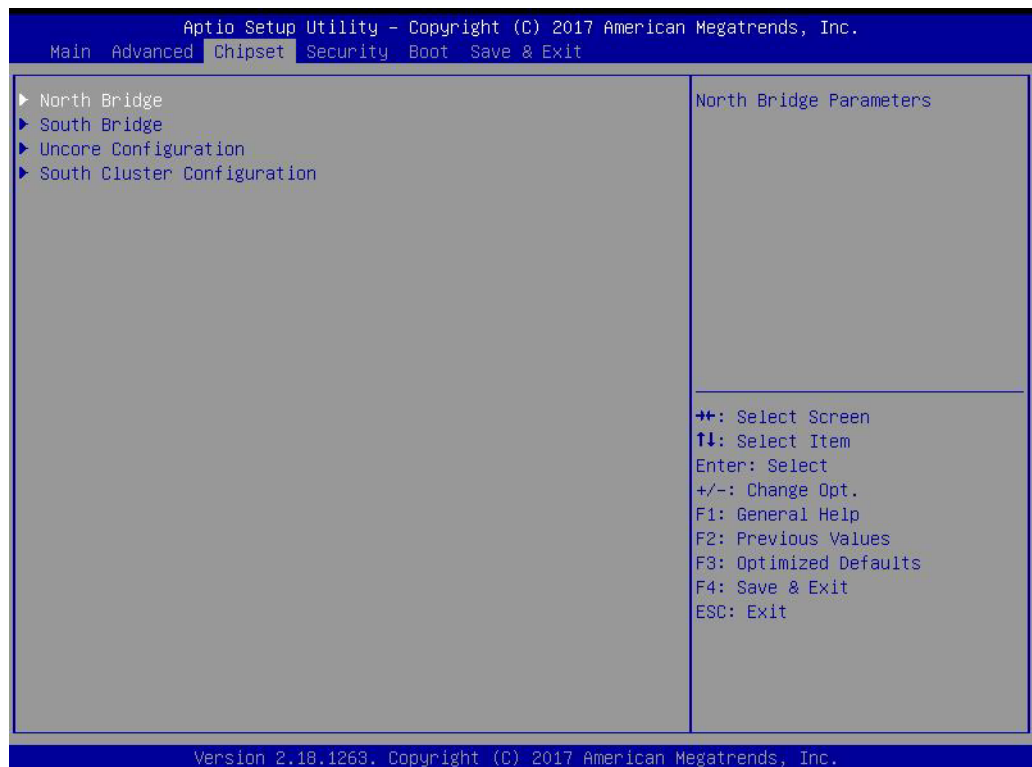 Aptio Setup Utility – Copyright (C) 2017 American Megatrends, Inc.
Main Advanced Chipset Security Boot Save & Exit
▶ North Bridge
▶ South Bridge
▶ Uncore Configuration
▶ South Cluster Configuration
North Bridge Parameters
→←: Select Screen
↑↓: Select Item
Enter: Select
+/-: Change Opt.
F1: General Help
F2: Previous Values
F3: Optimized Defaults
F4: Save & Exit
ESC: Exit
Version 2.18.1263. Copyright (C) 2017 American Megatrends, Inc.